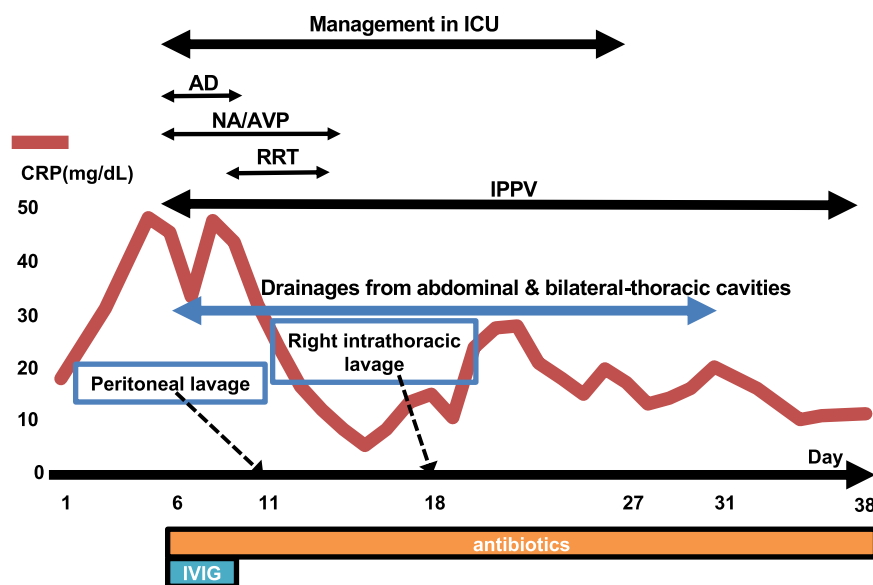 Management in ICU
AD
NA/AVP
RRT
CRP(mg/dL)
IPPV
50
40
Drainages from abdominal & bilateral-thoracic cavities
30
Right intrathoracic
lavage
20
Peritoneal lavage
10
Day
0
1 6 11 18 27 31 38
antibiotics
IVIG